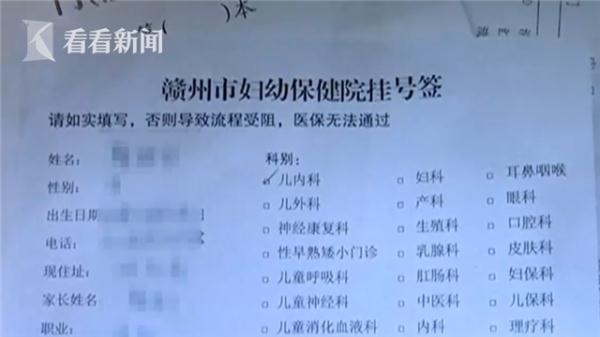 )本
看看新闻
赣州市妇幼保健院挂号签
请如实填写，否则导致流程受阻，医保无法通过
姓名：
科别：
儿内科 妇科 耳鼻咽喉
性别：
儿外科 产科 眼科
出生日期
神经康复科 生殖科 口腔科
电话：
性早熟矮小门诊 乳腺科 皮肤科
现住址：
儿童呼吸科 肛肠科 妇保科
家长姓名
儿童神经科 中医科 儿保科
职业：
儿童消化血液科 内科 理疗科